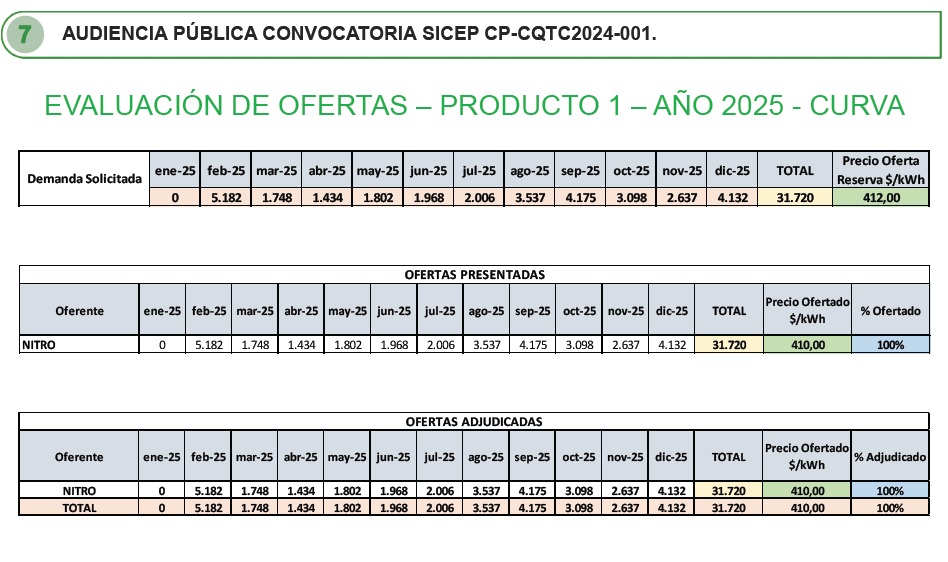 7 AUDIENCIA PÚBLICA CONVOCATORIA SICEP CP-CQTC2024-001.
EVALUACIÓN DE OFERTAS – PRODUCTO 1 – AÑO 2025 - CURVA
Demanda Solicitada ene-25 feb-25 mar-25 abr-25 may-25 jun-25 jul-25 ago-25 sep-25 oct-25 nov-25 dic-25 TOTAL Precio Oferta Reserva $/kWh
0 5.182 1.748 1.434 1.802 1.968 2.006 3.537 4.175 3.098 2.637 4.132 31.720 412,00
OFERTAS PRESENTADAS
Oferente ene-25 feb-25 mar-25 abr-25 may-25 jun-25 jul-25 ago-25 sep-25 oct-25 nov-25 dic-25 TOTAL Precio Ofertado $/kWh % Ofertado
NITRO 0 5.182 1.748 1.434 1.802 1.968 2.006 3.537 4.175 3.098 2.637 4.132 31.720 410,00 100%
OFERTAS ADJUDICADAS
Oferente ene-25 feb-25 mar-25 abr-25 may-25 jun-25 jul-25 ago-25 sep-25 oct-25 nov-25 dic-25 TOTAL Precio Ofertado $/kWh % Adjudicado
NITRO 0 5.182 1.748 1.434 1.802 1.968 2.006 3.537 4.175 3.098 2.637 4.132 31.720 410,00 100%
TOTAL 0 5.182 1.748 1.434 1.802 1.968 2.006 3.537 4.175 3.098 2.637 4.132 31.720 410,00 100%